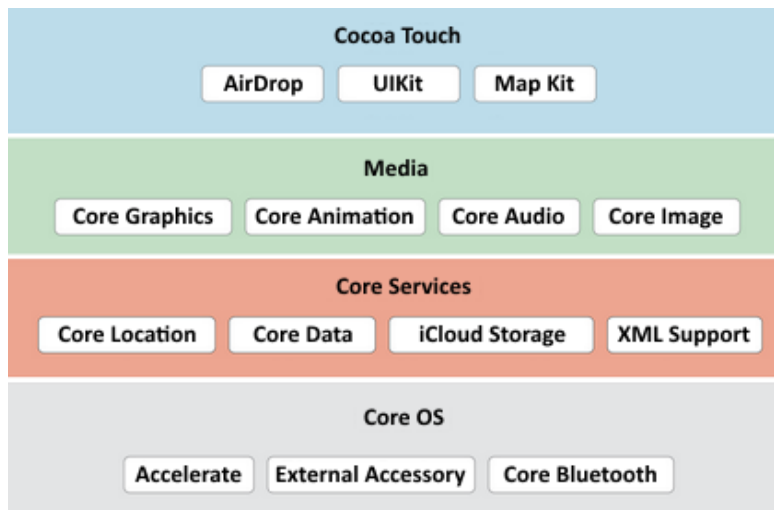 Cocoa Touch
AirDrop UIKit Map Kit
Media
Core Graphics Core Animation Core Audio Core Image
Core Services
Core Location Core Data iCloud Storage XML Support
Core OS
Accelerate External Accessory Core Bluetooth